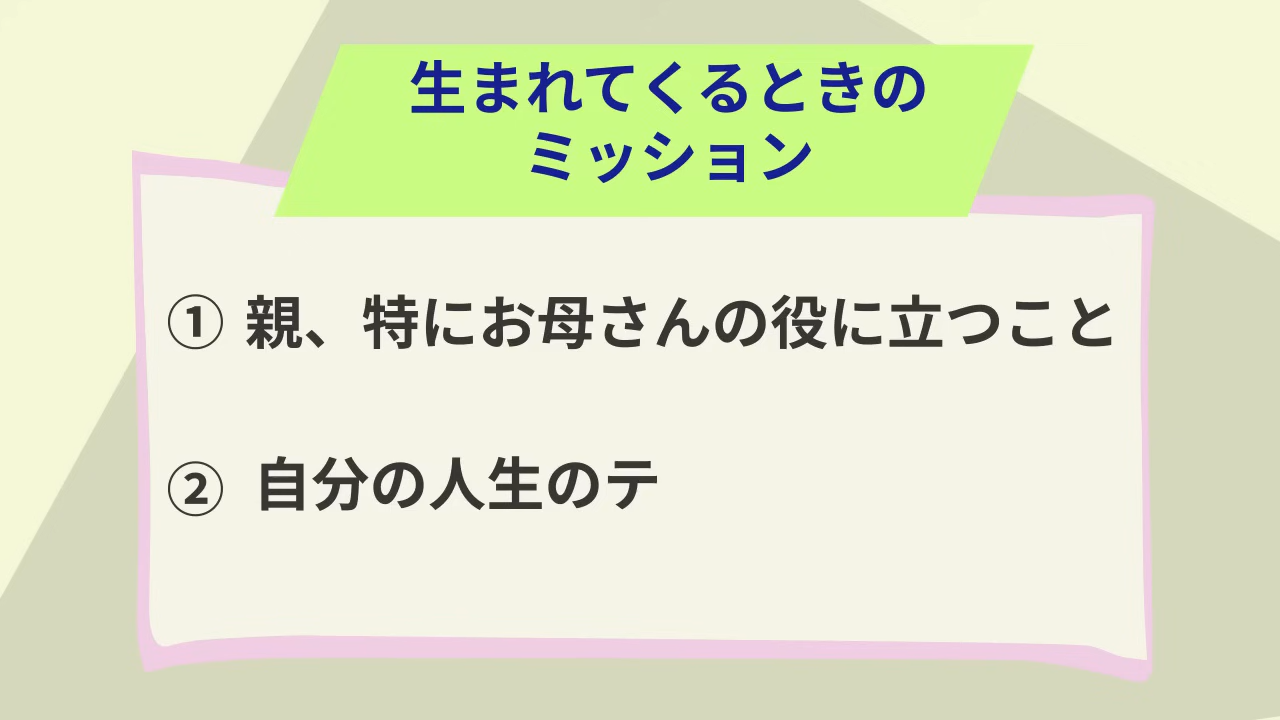 生まれてくるときの
ミッション
① 親、特にお母さんの役に立つこと
② 自分の人生のテ